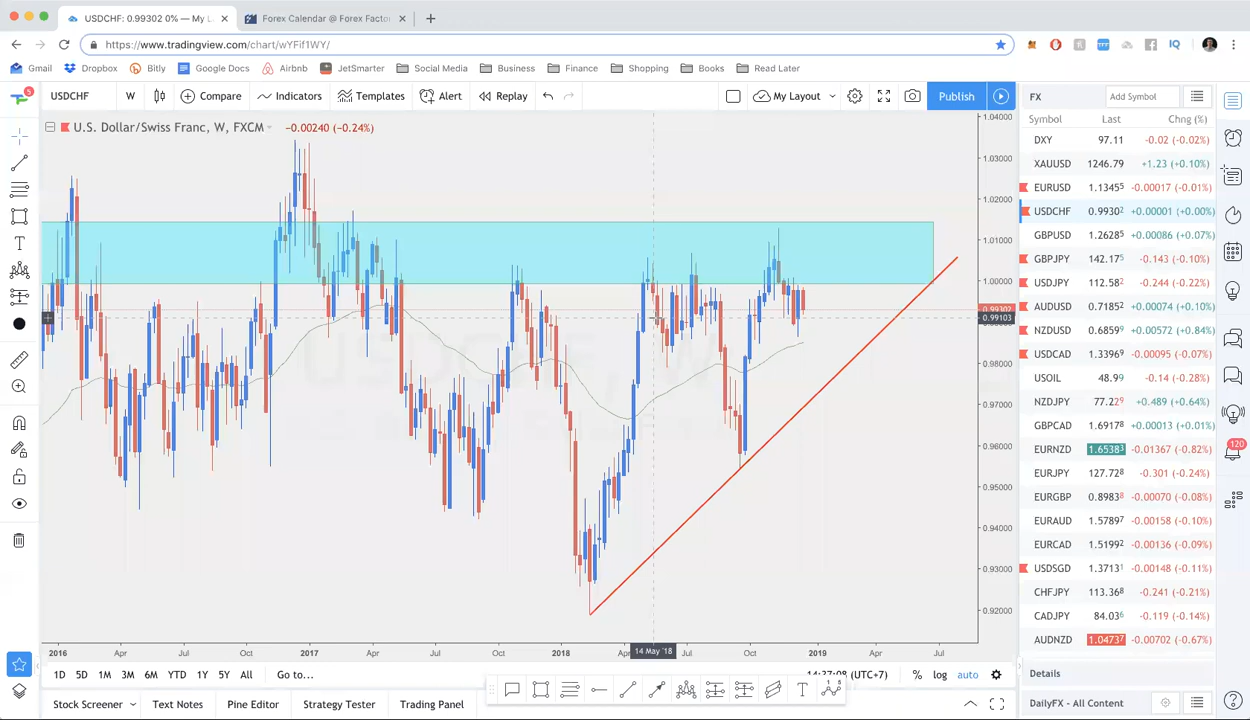 USDCHF: 0.99302 0% — My L
Forex Calendar @ Forex Facto
https://www.tradingview.com/chart/wYFif1WY/
Gmail Dropbox Bitly Google Docs Airbnb JetSmarter Social Media Business Finance Shopping Books Read Later
USDCHF W Compare Indicators Templates Alert Replay My Layout Publish
FX Add Symbol
U.S. Dollar/Swiss Franc, W, FXCM −0.00240 (−0.24%)
Symbol Last Chng (%)
DXY 97.11 -0.02 (-0.02%)
XAUUSD 1246.79 +1.23 (+0.10%)
EURUSD 1.13455 -0.00017 (-0.01%)
USDCHF 0.99302 +0.00001 (+0.00%)
GBPUSD 1.26285 +0.00086 (+0.07%)
GBPJPY 142.175 -0.143 (-0.10%)
USDJPY 112.582 -0.244 (-0.22%)
AUDUSD 0.71852 +0.00074 (+0.10%)
NZDUSD 0.68599 +0.00572 (+0.84%)
USDCAD 1.33969 -0.00095 (-0.07%)
USOIL 48.99 -0.14 (-0.28%)
NZDJPY 77.229 +0.489 (+0.64%)
GBPCAD 1.69178 +0.00013 (+0.01%)
EURNZD 1.65383 -0.01367 (-0.82%)
EURJPY 127.728 -0.301 (-0.24%)
EURGBP 0.89838 -0.00070 (-0.08%)
EURAUD 1.57897 -0.00158 (-0.10%)
EURCAD 1.51992 -0.00136 (-0.09%)
USDSGD 1.37131 -0.00148 (-0.11%)
CHFJPY 113.368 -0.241 (-0.21%)
CADJPY 84.036 -0.119 (-0.14%)
AUDNZD 1.04737 -0.00702 (-0.67%)
1.04000
1.03000
1.02000
1.01000
1.00000
0.99302
0.99103
0.98000
0.97000
0.96000
0.95000
0.94000
0.93000
0.92000
USDCHF, W
2016 Apr Jul Oct 2017 Apr Jul Oct 2018 14 May '18 Jul Oct 2019 Apr Jul
1D 5D 1M 3M 6M YTD 1Y 5Y All Go to... % log auto
Stock Screener Text Notes Pine Editor Strategy Tester Trading Panel
Details
DailyFX - All Content
5
120
IQ